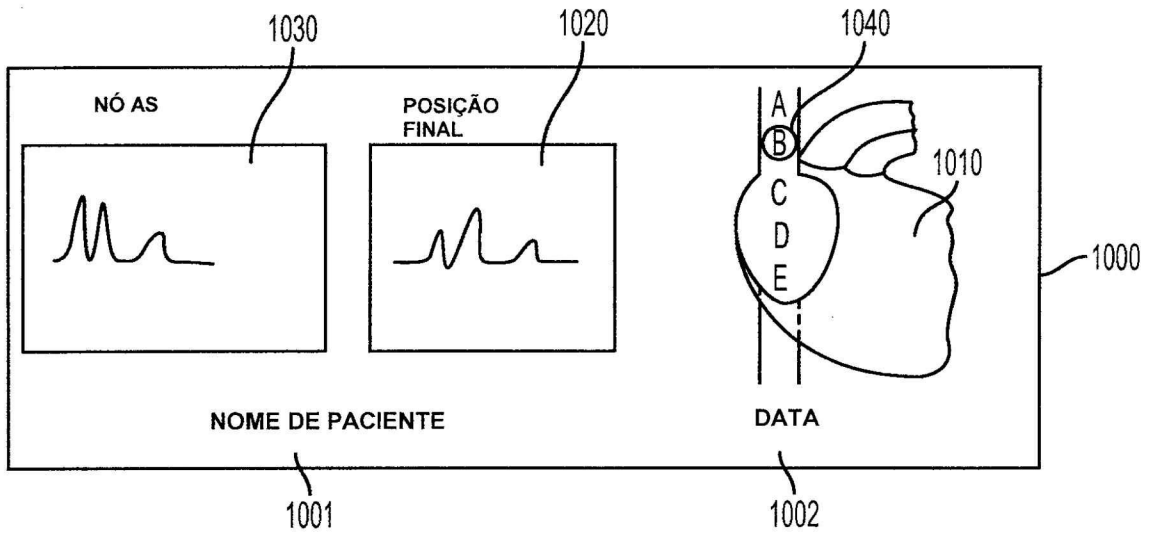 1030
1020
1040
NÓ AS
POSIÇÃO
FINAL
A
B
C
D
E
1010
1000
NOME DE PACIENTE
DATA
1001
1002